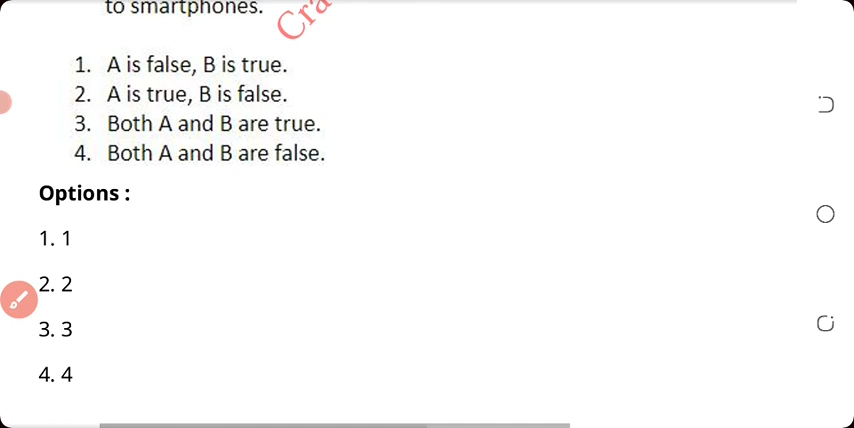 to smartphones.
1. A is false, B is true.
2. A is true, B is false.
3. Both A and B are true.
4. Both A and B are false.
Options :
1. 1
2. 2
3. 3
4. 4